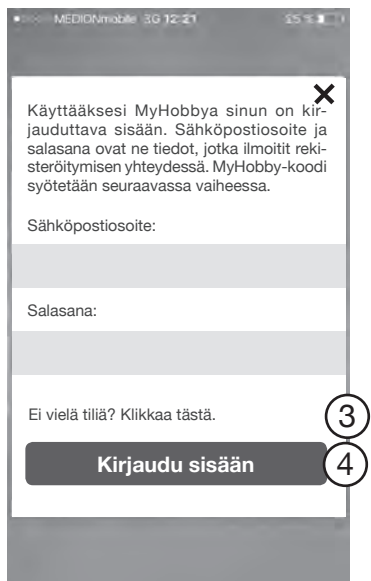 MEDIONmobile 3G 12:21
Käyttääksesi MyHobbya sinun on kir-
jauduttava sisään. Sähköpostiosoite ja
salasana ovat ne tiedot, jotka ilmoitit reki-
steröitymisen yhteydessä. MyHobby-koodi
syötetään seuraavassa vaiheessa.
Sähköpostiosoite:
Salasana:
Ei vielä tiliä? Klikkaa tästä.
3
Kirjaudu sisään
4